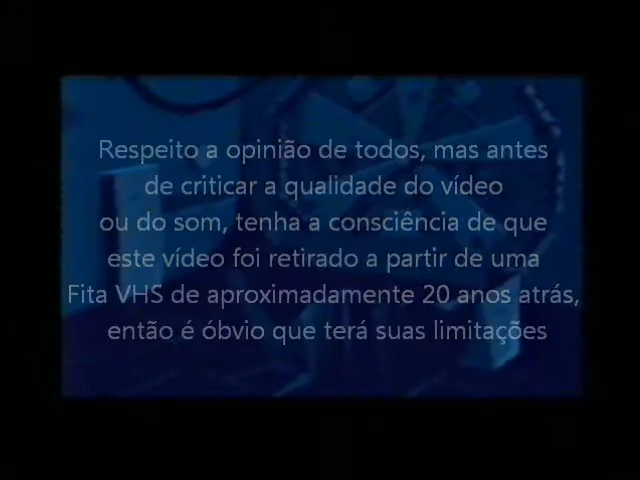 Respeito a opinião de todos, mas antes
de criticar a qualidade do vídeo
ou do som, tenha a consciência de que
este vídeo foi retirado a partir de uma
Fita VHS de aproximadamente 20 anos atrás,
então é óbvio que terá suas limitações